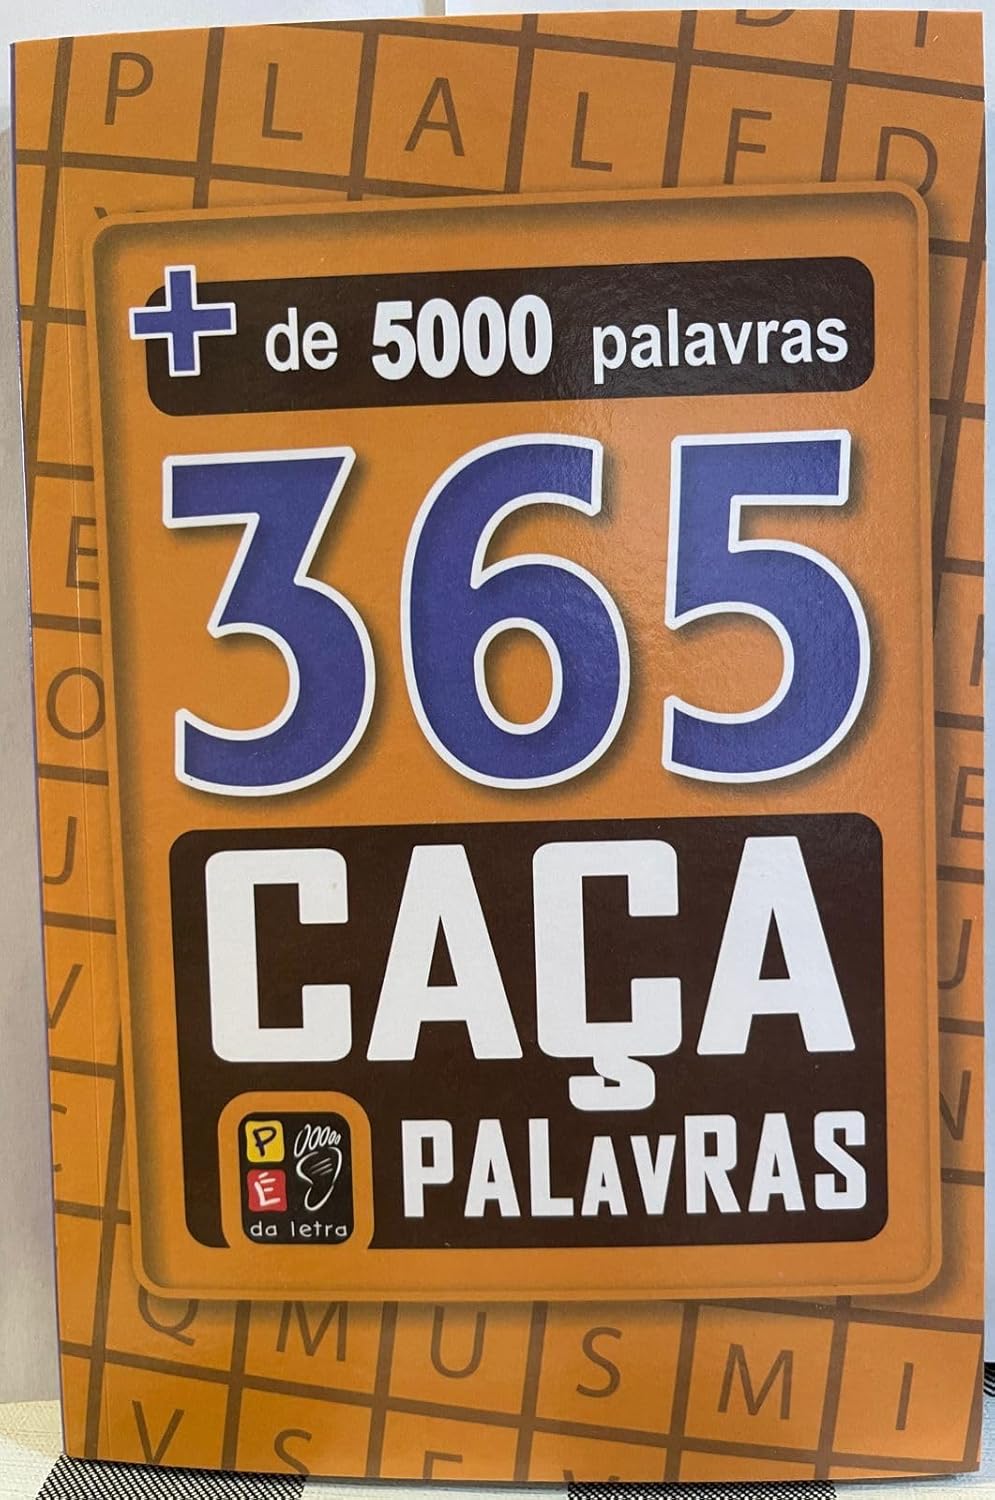 P L A L F D
+ de 5000 palavras
365
E
O
J
V
CAÇA
PALavRAS
P
É
da letra
Q M U S M I
V S E V